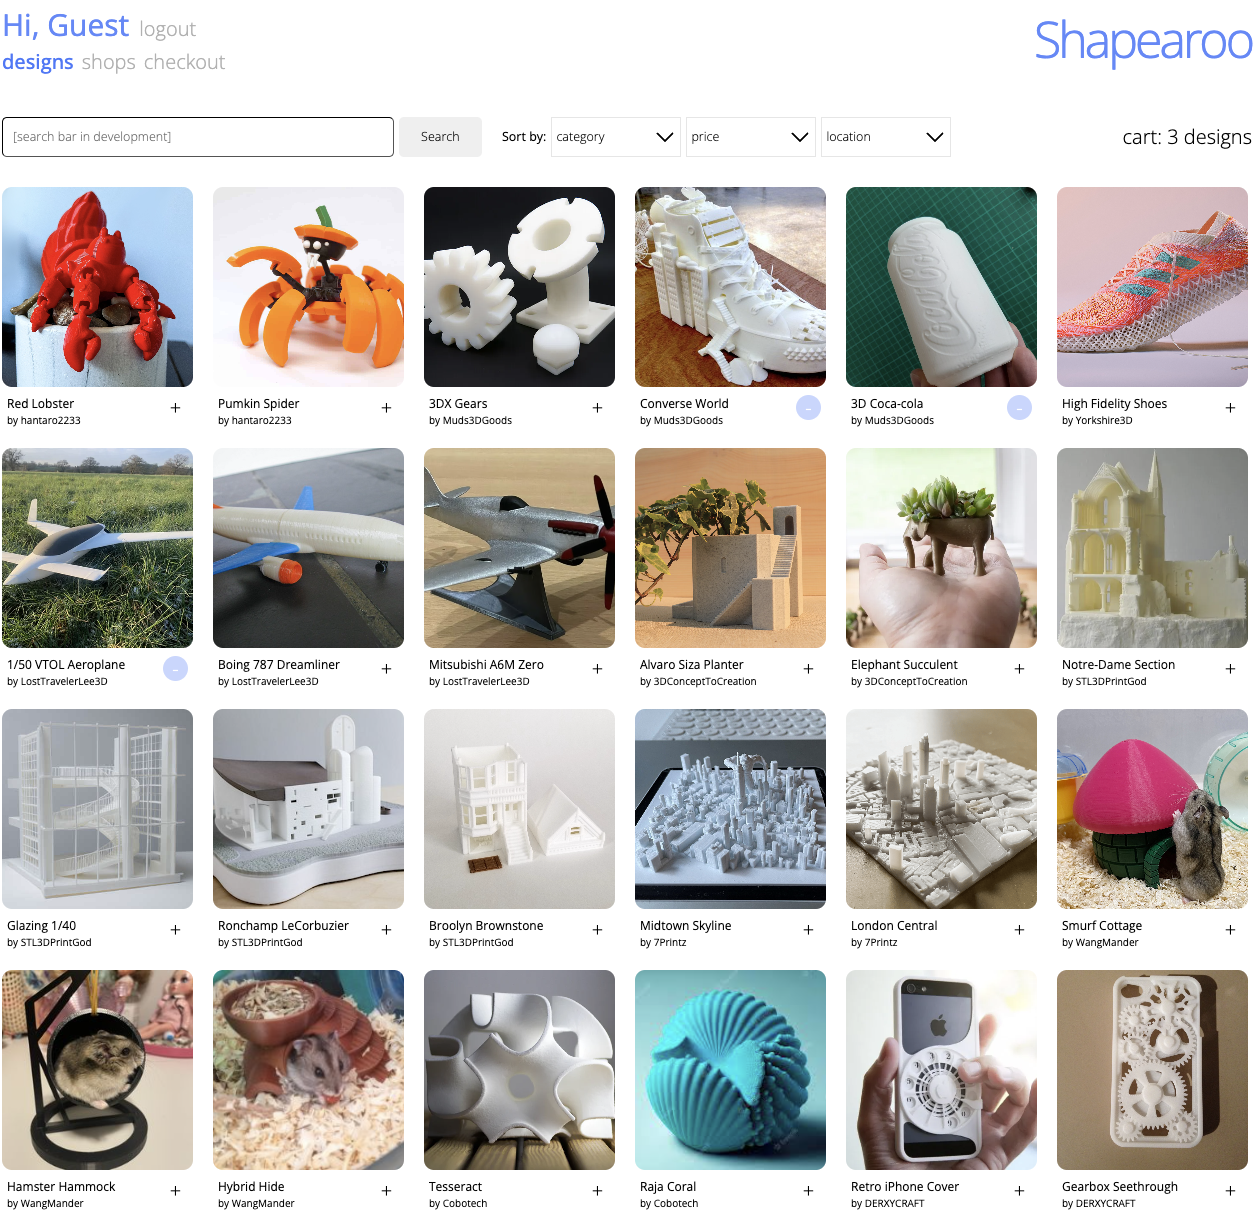 Hi, Guest logout
Shapearoo
designs shops checkout
[search bar in development]
Search
Sort by:
category
price
location
cart: 3 designs
Red Lobster
by hantaro2233
+
Pumkin Spider
by hantaro2233
+
3DX Gears
by Muds3DGoods
+
Converse World
by Muds3DGoods
-
3D Coca-cola
by Muds3DGoods
-
High Fidelity Shoes
by Yorkshire3D
+
1/50 VTOL Aeroplane
by LostTravelerLee3D
-
Boing 787 Dreamliner
by LostTravelerLee3D
+
Mitsubishi A6M Zero
by LostTravelerLee3D
+
Alvaro Siza Planter
by 3DConceptToCreation
+
Elephant Succulent
by 3DConceptToCreation
+
Notre-Dame Section
by STL3DPrintGod
+
Glazing 1/40
by STL3DPrintGod
+
Ronchamp LeCorbuzier
by STL3DPrintGod
+
Broolyn Brownstone
by STL3DPrintGod
+
Midtown Skyline
by 7Printz
+
London Central
by 7Printz
+
Smurf Cottage
by WangMander
+
Hamster Hammock
by WangMander
+
Hybrid Hide
by WangMander
+
Tesseract
by Cobotech
+
Raja Coral
by Cobotech
+
Retro iPhone Cover
by DERXYCRAFT
+
Gearbox Seethrough
by DERXYCRAFT
+